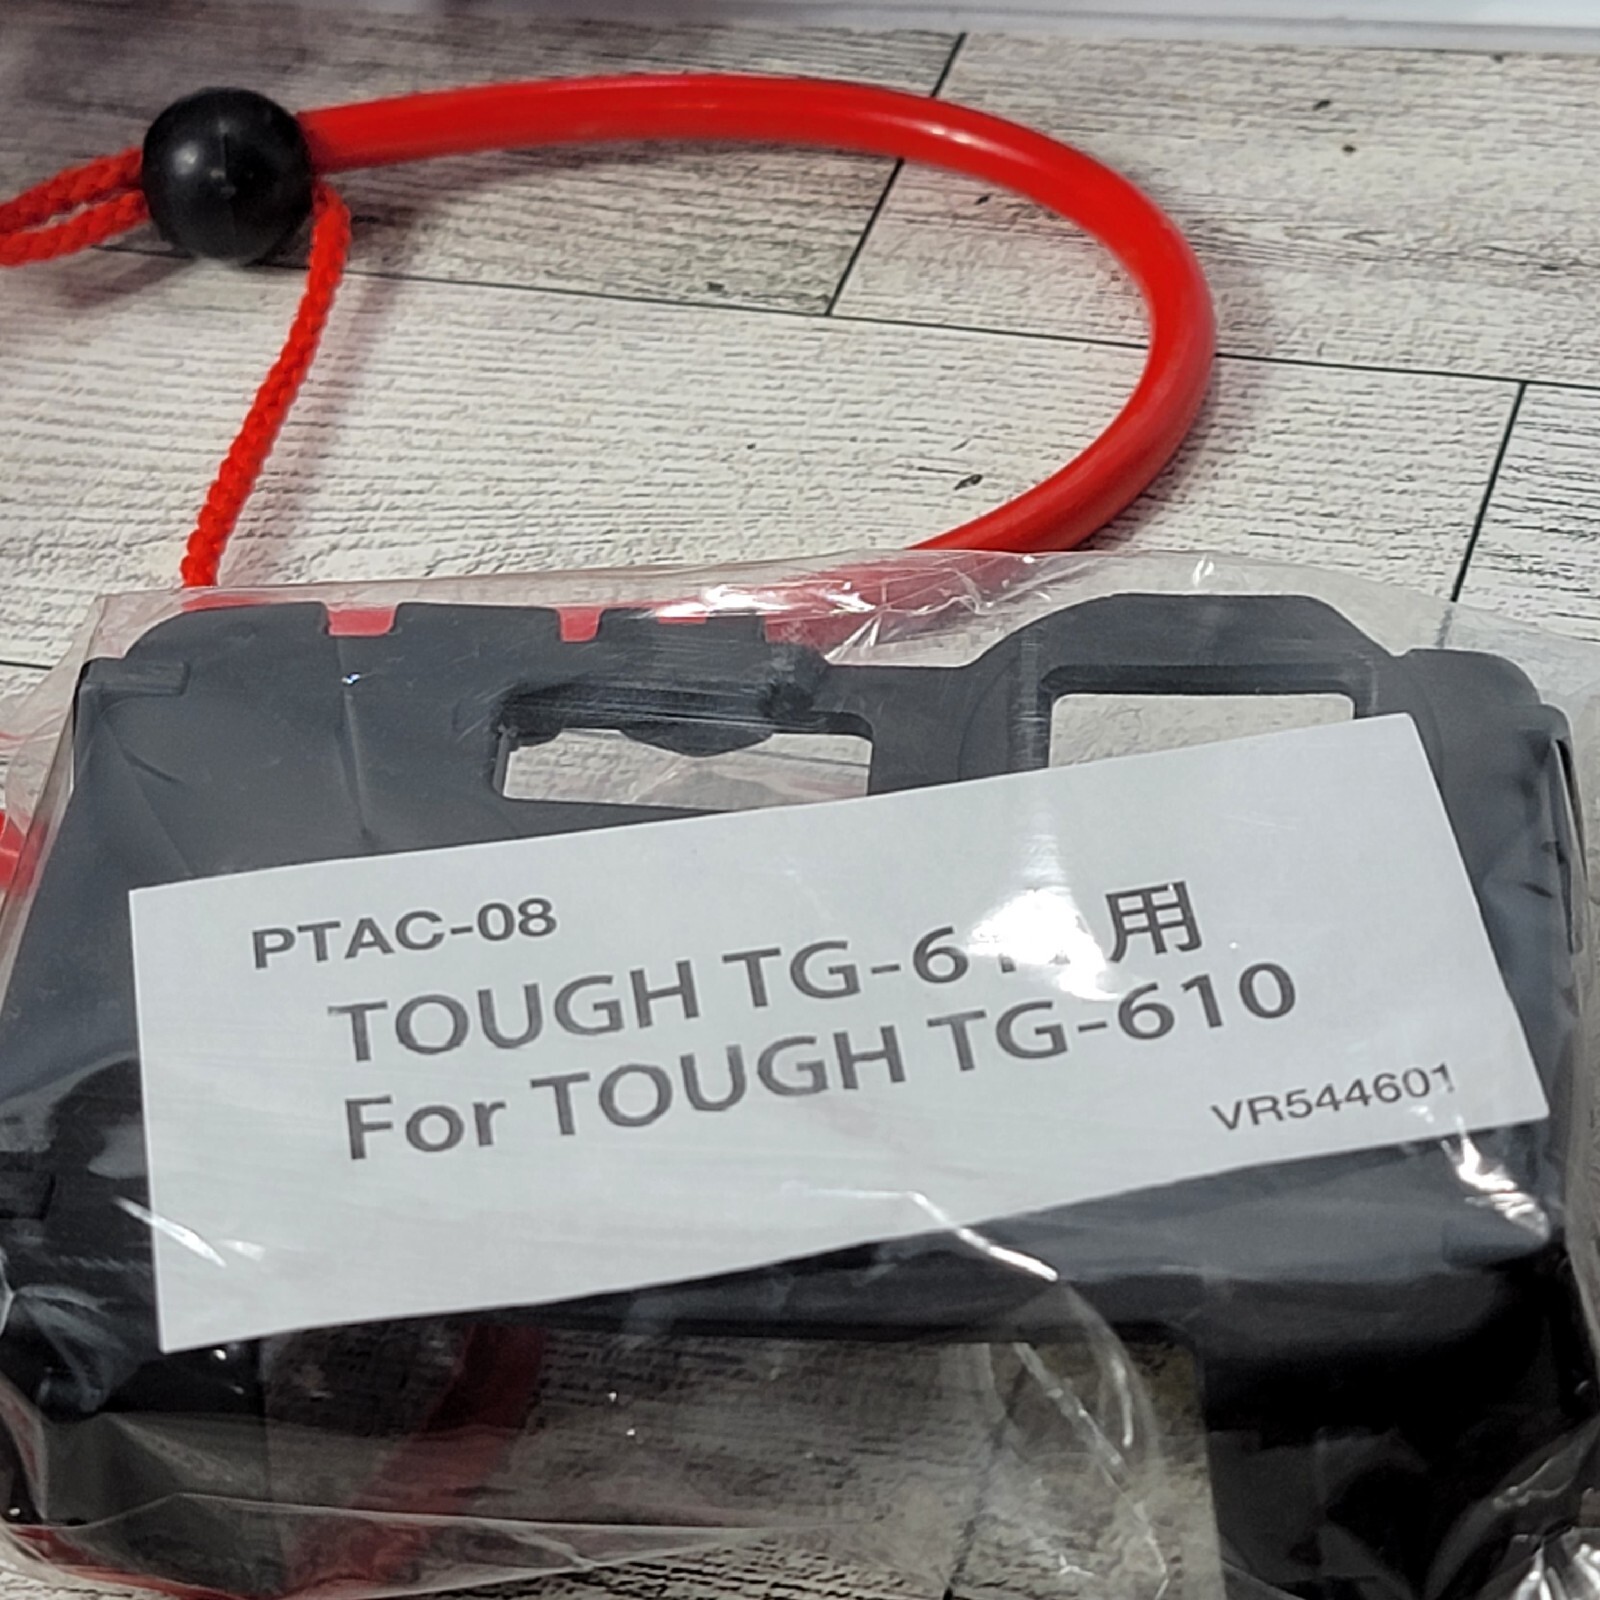 PTAC-08
TOUGH 用
For TOUGH TG-610
VR544601